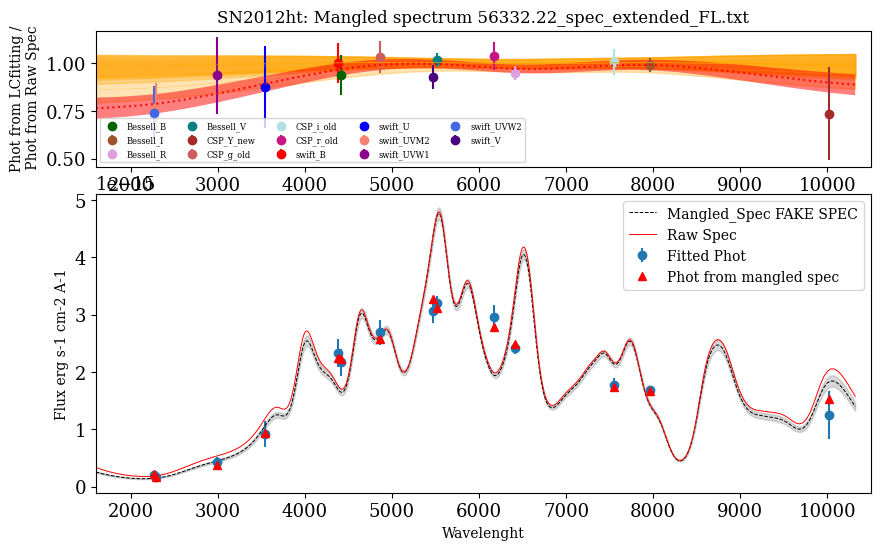 SN2012ht: Mangled spectrum 56332.22_spec_extended_FL.txt
Phot from LCfitting /
Phot from Raw Spec
1.00
0.75
0.50
Bessell_B
Bessell_I
Bessell_R
Bessell_V
CSP_Y_new
CSP_g_old
CSP_i_old
CSP_r_old
swift_B
swift_U
swift_UVM2
swift_UVW1
swift_UVW2
swift_V
2000 3000 4000 5000 6000 7000 8000 9000 10000
1e−15
Flux erg s-1 cm-2 A-1
5
4
3
2
1
0
Mangled_Spec FAKE SPEC
Raw Spec
Fitted Phot
Phot from mangled spec
2000 3000 4000 5000 6000 7000 8000 9000 10000
Wavelenght